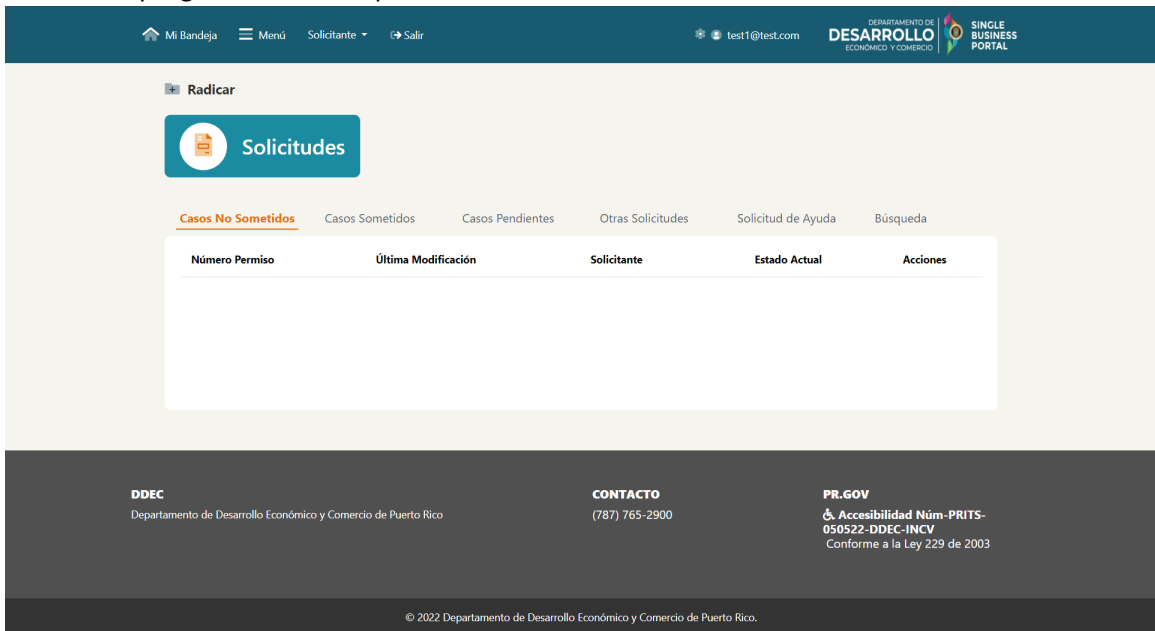 Mi Bandeja Menú Solicitante Salir test1@test.com
DEPARTAMENTO DE
DESARROLLO
ECONÓMICO Y COMERCIO
SINGLE
BUSINESS
PORTAL
Radicar
Solicitudes
Casos No Sometidos Casos Sometidos Casos Pendientes Otras Solicitudes Solicitud de Ayuda Búsqueda
Número Permiso Última Modificación Solicitante Estado Actual Acciones
DDEC
Departamento de Desarrollo Económico y Comercio de Puerto Rico
CONTACTO
(787) 765-2900
PR.GOV
Accesibilidad Núm-PRITS-
050522-DDEC-INCV
Conforme a la Ley 229 de 2003
© 2022 Departamento de Desarrollo Económico y Comercio de Puerto Rico.